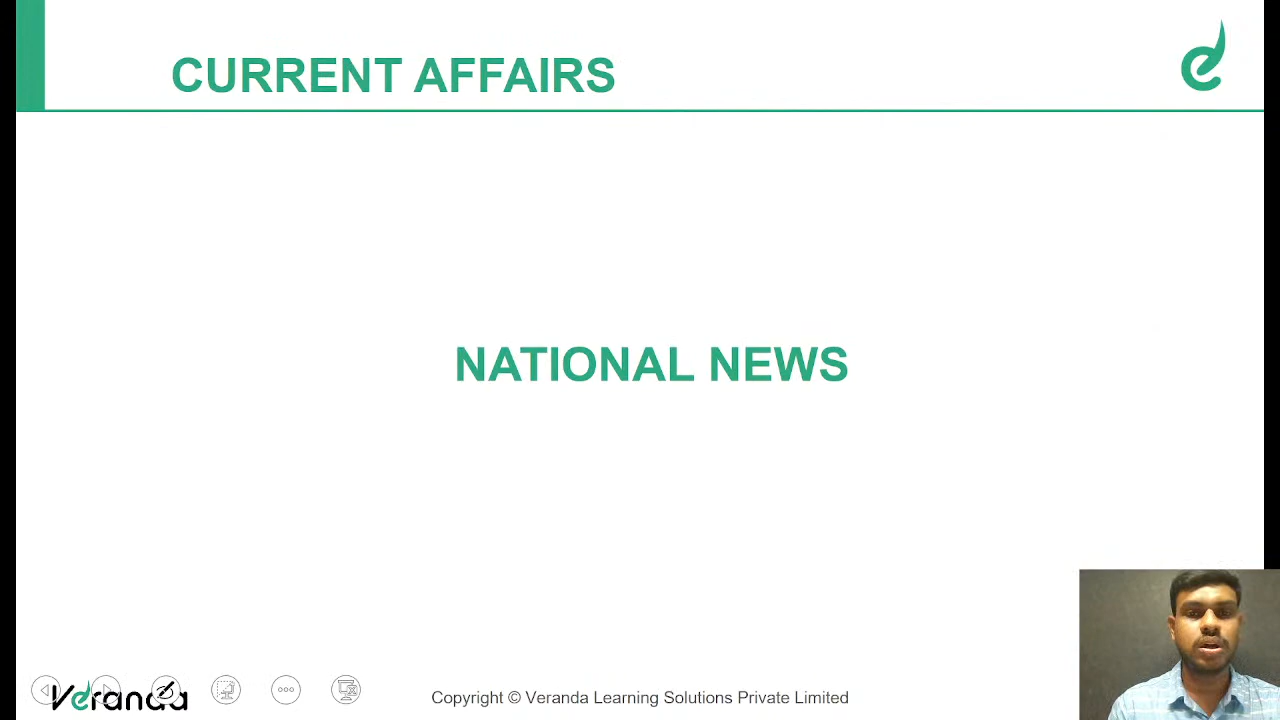 CURRENT AFFAIRS
NATIONAL NEWS
Veranda
Copyright © Veranda Learning Solutions Private Limited